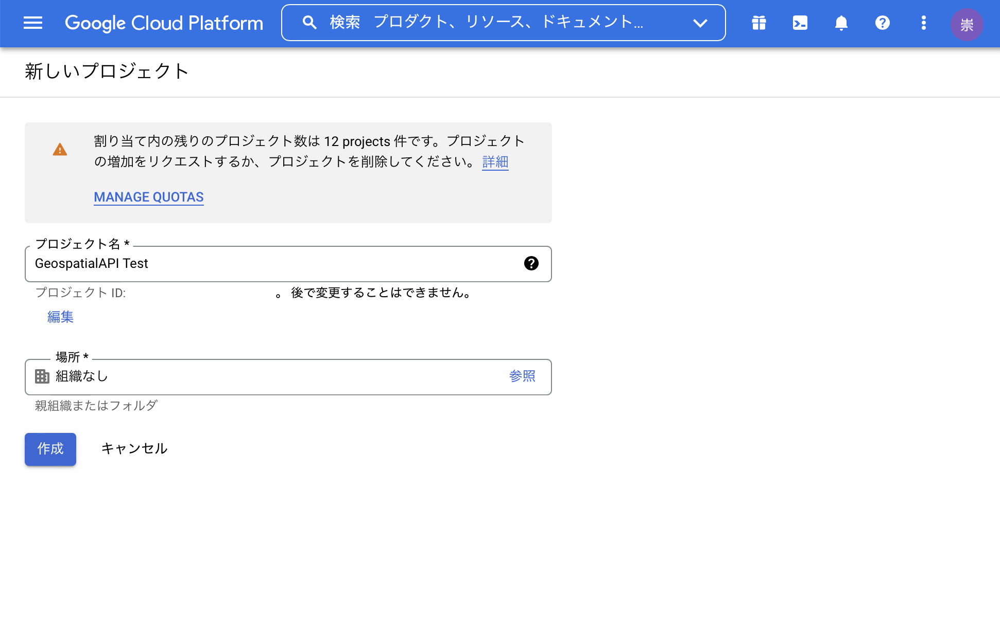 Google Cloud Platform
検索 プロダクト、リソース、ドキュメント...
崇
新しいプロジェクト
割り当て内の残りのプロジェクト数は 12 projects 件です。プロジェクト
の増加をリクエストするか、プロジェクトを削除してください。 詳細
MANAGE QUOTAS
プロジェクト名 *
GeospatialAPI Test
プロジェクト ID: 。 後で変更することはできません。
編集
場所 *
組織なし 参照
親組織またはフォルダ
作成 キャンセル